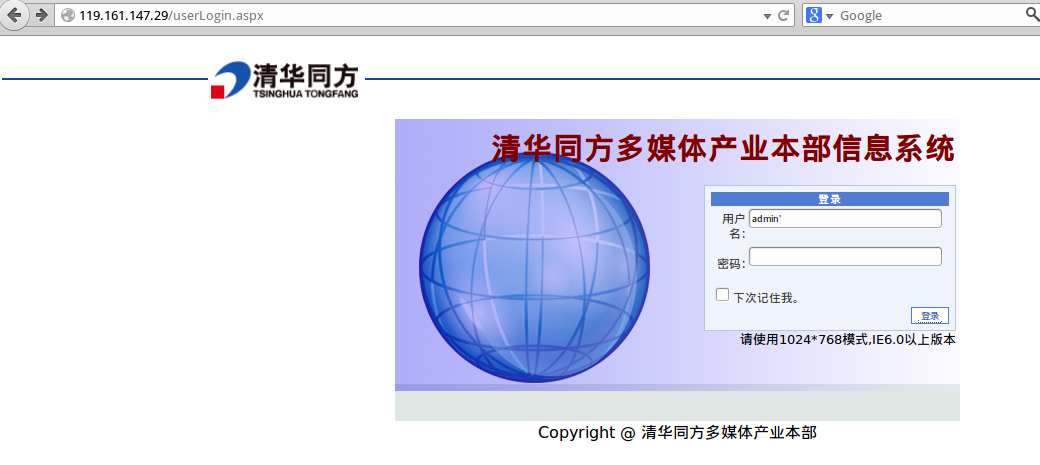 119.161.147.29/userLogin.aspx
Google
清华同方
TSINGHUA TONGFANG
清华同方多媒体产业本部信息系统
登录
用户名:
admin'
密码:
下次记住我。
登录
请使用1024*768模式,IE6.0以上版本
Copyright @ 清华同方多媒体产业本部